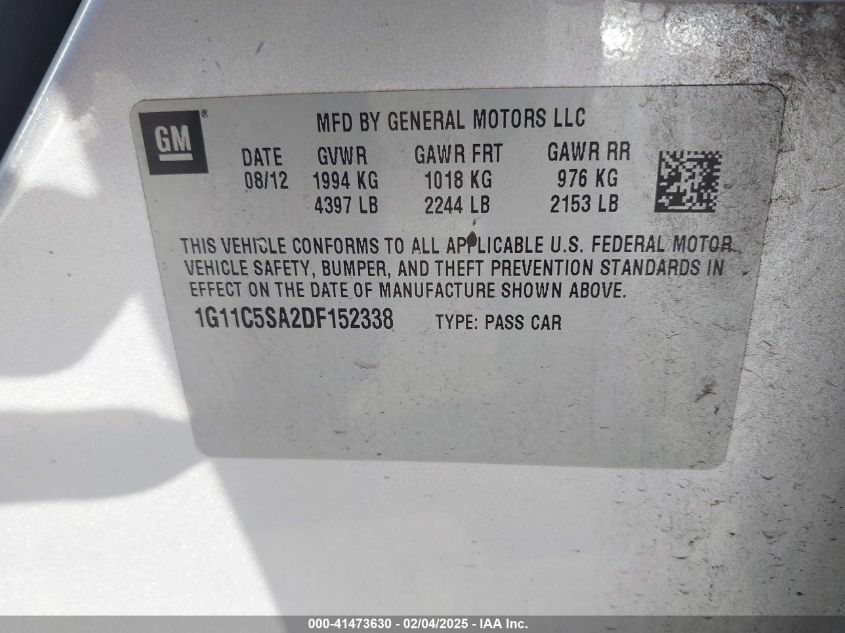 GM ®
MFD BY GENERAL MOTORS LLC
DATE GVWR GAWR FRT GAWR RR
08/12 1994 KG 1018 KG 976 KG
4397 LB 2244 LB 2153 LB
THIS VEHICLE CONFORMS TO ALL APPLICABLE U.S. FEDERAL MOTOR
VEHICLE SAFETY, BUMPER, AND THEFT PREVENTION STANDARDS IN
EFFECT ON THE DATE OF MANUFACTURE SHOWN ABOVE.
1G11C5SA2DF152338 TYPE: PASS CAR
000-41473630 - 02/04/2025 - IAA Inc.